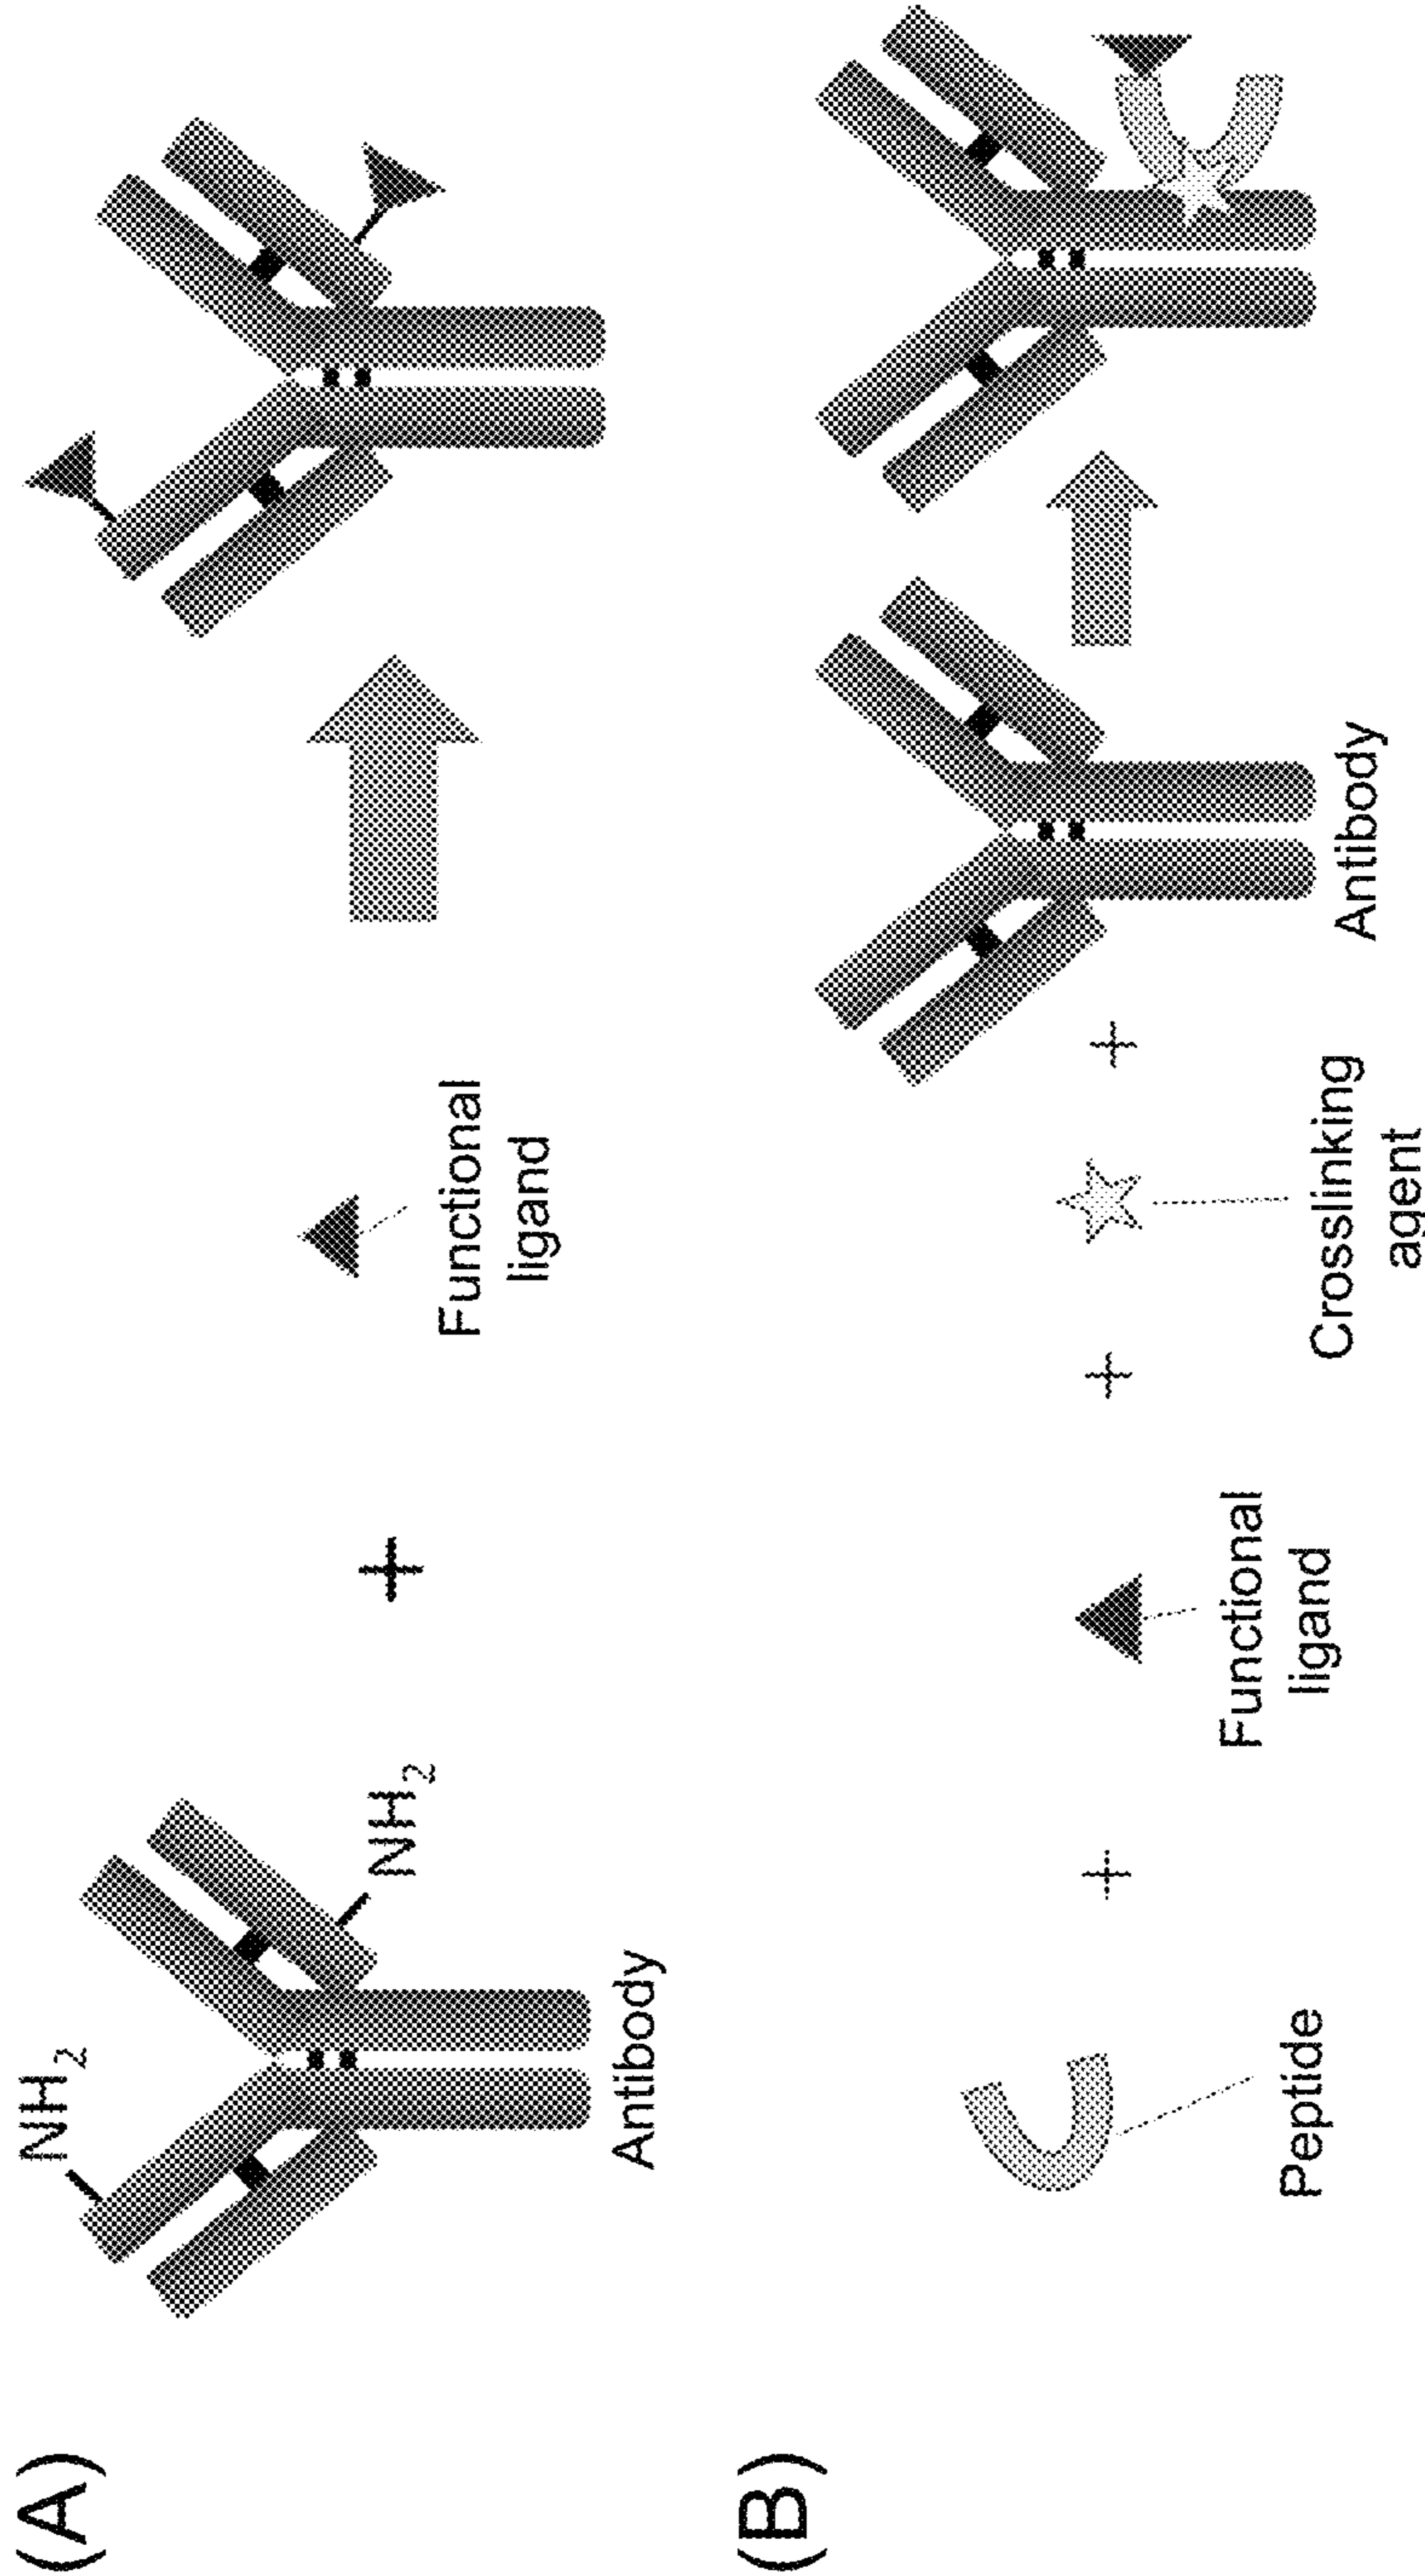 (A)
NH2
NH2
Antibody
+
Functional
ligand
(B)
Peptide
+
Functional
ligand
+
Crosslinking
agent
+
Antibody